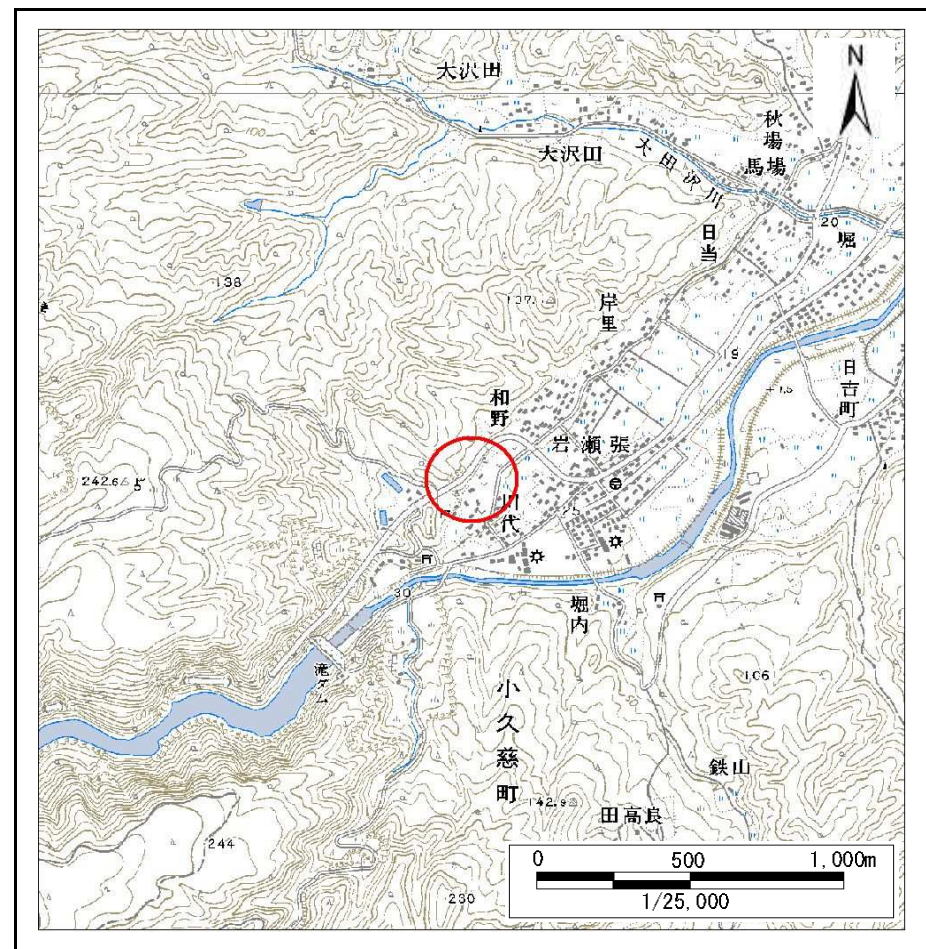 大沢田
N
秋場
馬場
大沢田
大田沢川
100
日当
20
堀
138
137.
岸里
19
日吉町
和野
岩瀬張
242.6
川代
30
堀内
滝ダム
106
小久慈町
鉄山
142.9
田高良
244
230
0 500 1,000m
1/25,000